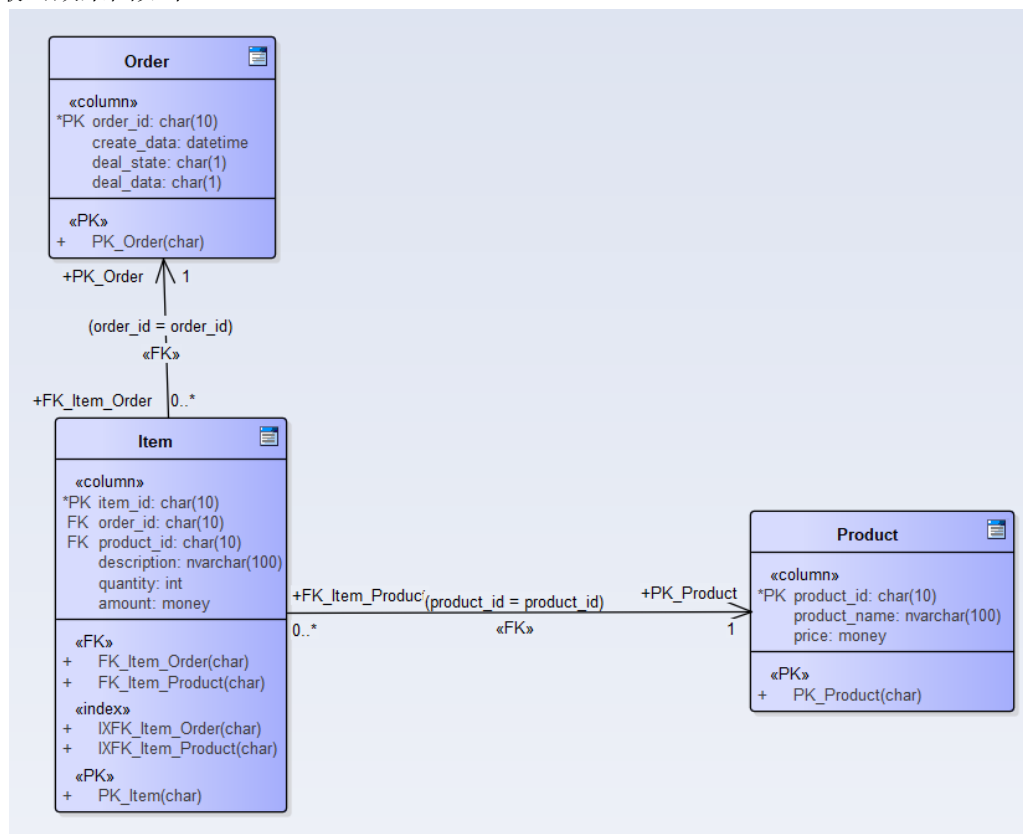 Order
«column»
*PK order_id: char(10)
create_data: datetime
deal_state: char(1)
deal_data: char(1)
«PK»
+ PK_Order(char)
+PK_Order 1
(order_id = order_id)
«FK»
+FK_Item_Order 0..*
Item
«column»
*PK item_id: char(10)
FK order_id: char(10)
FK product_id: char(10)
description: nvarchar(100)
quantity: int
amount: money
«FK»
+ FK_Item_Order(char)
+ FK_Item_Product(char)
«index»
+ IXFK_Item_Order(char)
+ IXFK_Item_Product(char)
«PK»
+ PK_Item(char)
+FK_Item_Product
(product_id = product_id)
+PK_Product
0..*
«FK»
1
Product
«column»
*PK product_id: char(10)
product_name: nvarchar(100)
price: money
«PK»
+ PK_Product(char)